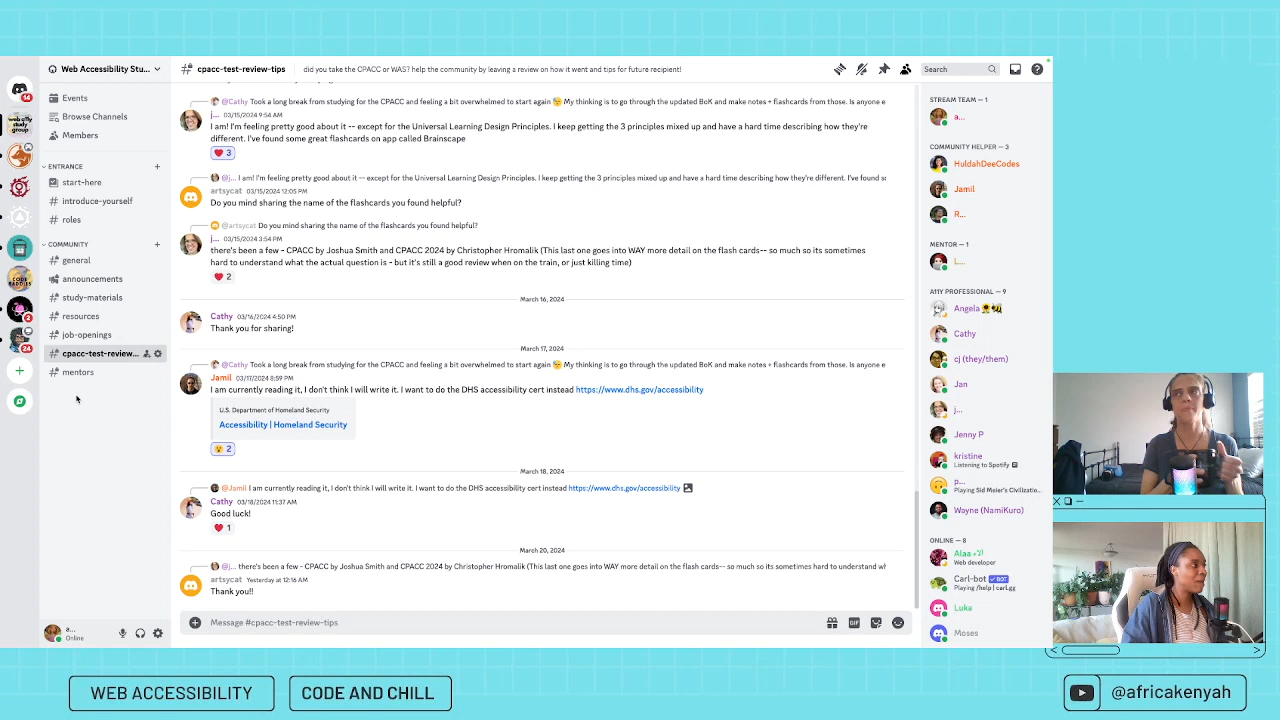 Web Accessibility Stu...
cpacc-test-review-tips
did you take the CPACC or WAS? help the community by leaving a review on how it went and tips for future recipient!
Search
14
2
24
Events
Browse Channels
Members
ENTRANCE
start-here
introduce-yourself
roles
COMMUNITY
general
announcements
study-materials
resources
job-openings
cpacc-test-review...
mentors
a...
Online
@Cathy Took a long break from studying for the CPACC and feeling a bit overwhelmed to start again My thinking is to go through the updated BoK and make notes + flashcards from those. Is anyone e
j... 03/15/2024 9:54 AM
I am! I'm feeling pretty good about it -- except for the Universal Learning Design Principles. I keep getting the 3 principles mixed up and have a hard time describing how they're
different. I've found some great flashcards on app called Brainscape
3
@j... I am! I'm feeling pretty good about it -- except for the Universal Learning Design Principles. I keep getting the 3 principles mixed up and have a hard time describing how they're different. I've found sc
artsycat 03/15/2024 12:05 PM
Do you mind sharing the name of the flashcards you found helpful?
@artsycat Do you mind sharing the name of the flashcards you found helpful?
j... 03/15/2024 3:54 PM
there's been a few - CPACC by Joshua Smith and CPACC 2024 by Christopher Hromalik (This last one goes into WAY more detail on the flash cards-- so much so its sometimes
hard to understand what the actual question is - but it's still a good review when on the train, or just killing time)
2
March 16, 2024
Cathy 03/16/2024 4:50 PM
Thank you for sharing!
March 17, 2024
@Cathy Took a long break from studying for the CPACC and feeling a bit overwhelmed to start again My thinking is to go through the updated BoK and make notes + flashcards from those. Is anyone e
Jamil 03/17/2024 8:59 PM
I am currently reading it, I don't think I will write it. I want to do the DHS accessibility cert instead https://www.dhs.gov/accessibility
U.S. Department of Homeland Security
Accessibility | Homeland Security
2
March 18, 2024
@Jamil I am currently reading it, I don't think I will write it. I want to do the DHS accessibility cert instead https://www.dhs.gov/accessibility
Cathy 03/18/2024 11:37 AM
Good luck!
1
March 20, 2024
@j... there's been a few - CPACC by Joshua Smith and CPACC 2024 by Christopher Hromalik (This last one goes into WAY more detail on the flash cards-- so much so its sometimes hard to understand wh
artsycat Yesterday at 12:16 AM
Thank you!!
Message #cpacc-test-review-tips
GIF
STREAM TEAM — 1
a...
COMMUNITY HELPER — 3
HuldahDeeCodes
Jamil
R...
MENTOR — 1
L...
A11Y PROFESSIONAL — 9
Angela
Cathy
cj (they/them)
Jan
j...
Jenny P
kristine
Listening to Spotify
p...
Playing Sid Meier's Civilizatio...
Wayne (NamiKuro)
ONLINE — 8
Alaa
Web developer
Carl-bot BOT
Playing /help | carl.gg
Luka
Moses
WEB ACCESSIBILITY
CODE AND CHILL
@africakenyah